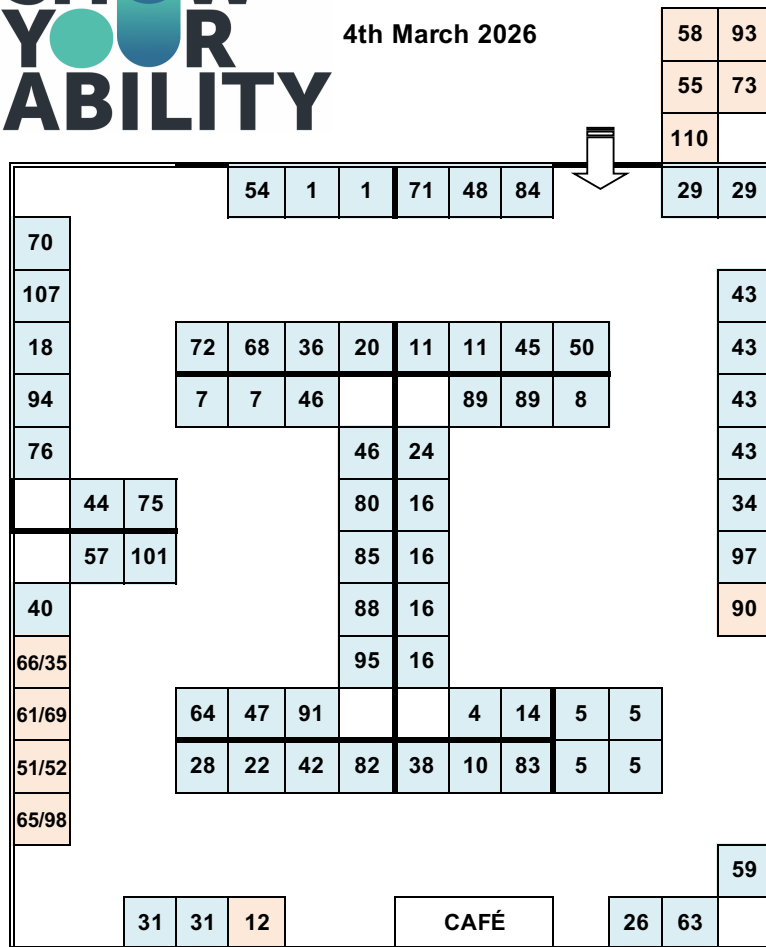 SHOW
YOUR
ABILITY
4th March 2026
58 93
55 73
110
54 1 1 71 48 84 29 29
70
107 43
18 72 68 36 20 11 11 45 50 43
94 7 7 46 89 89 8 43
76 46 24 43
44 75 80 16 34
57 101 85 16 97
40 88 16 90
66/35 95 16
61/69 64 47 91 4 14 5 5
51/52 28 22 42 82 38 10 83 5 5
65/98
59
31 31 12 CAFÉ 26 63